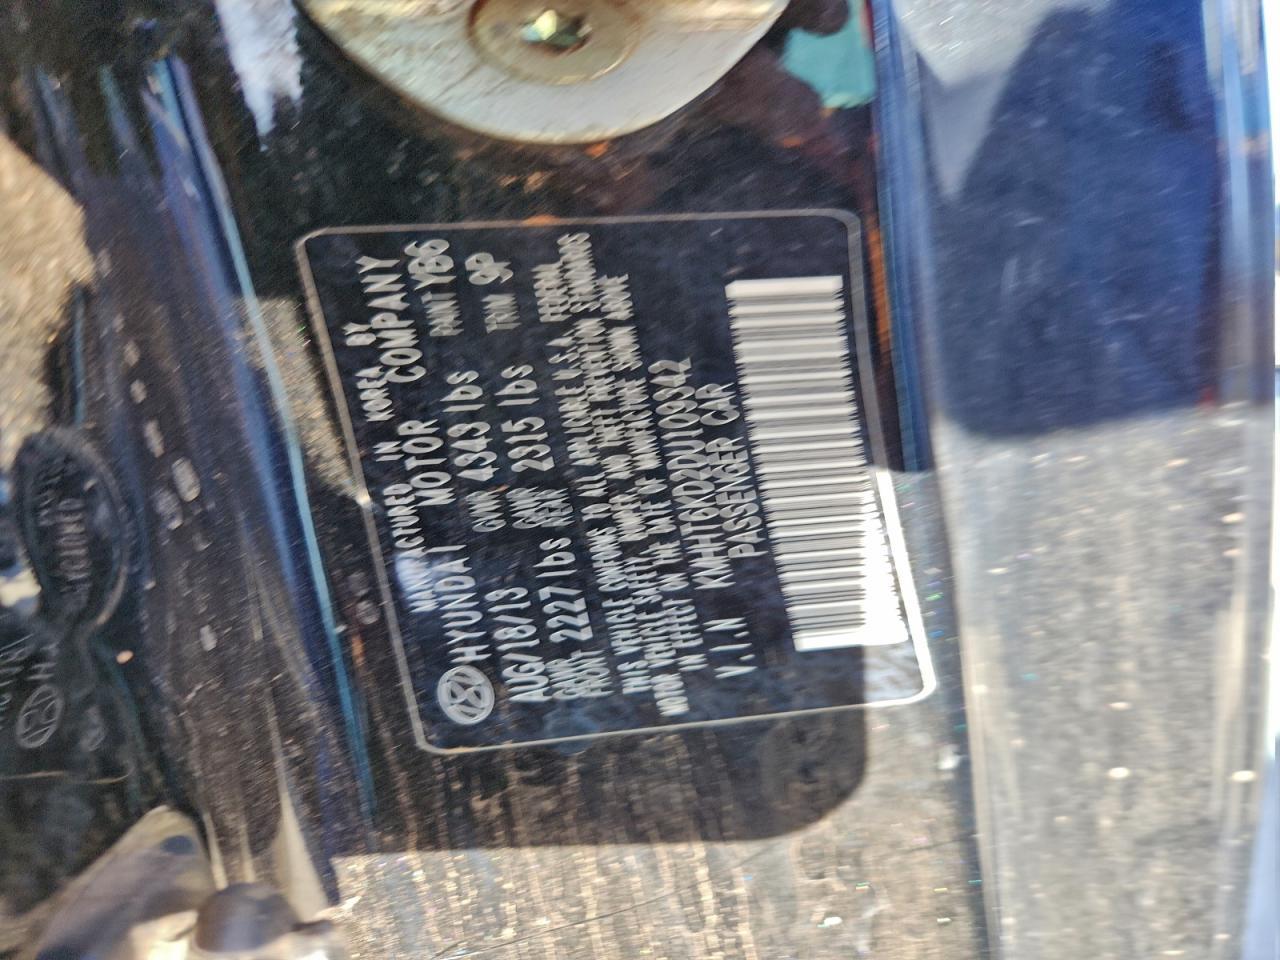 MANUFACTURED IN KOREA BY
HYUNDAI MOTOR COMPANY
AUG/18/13 GVWR 4343 lbs PAINT YB6
GAWR 2227 lbs GAWR 2315 lbs TRIM 9P
FRONT REAR
THIS VEHICLE CONFORMS TO ALL APPLICABLE U.S.A. FEDERAL
MOTOR VEHICLE SAFETY, BUMPER AND THEFT PREVENTION STANDARDS
IN EFFECT ON THE DATE OF MANUFACTURE SHOWN ABOVE
V.I.N KMHTC6AD2DU109342
PASSENGER CAR